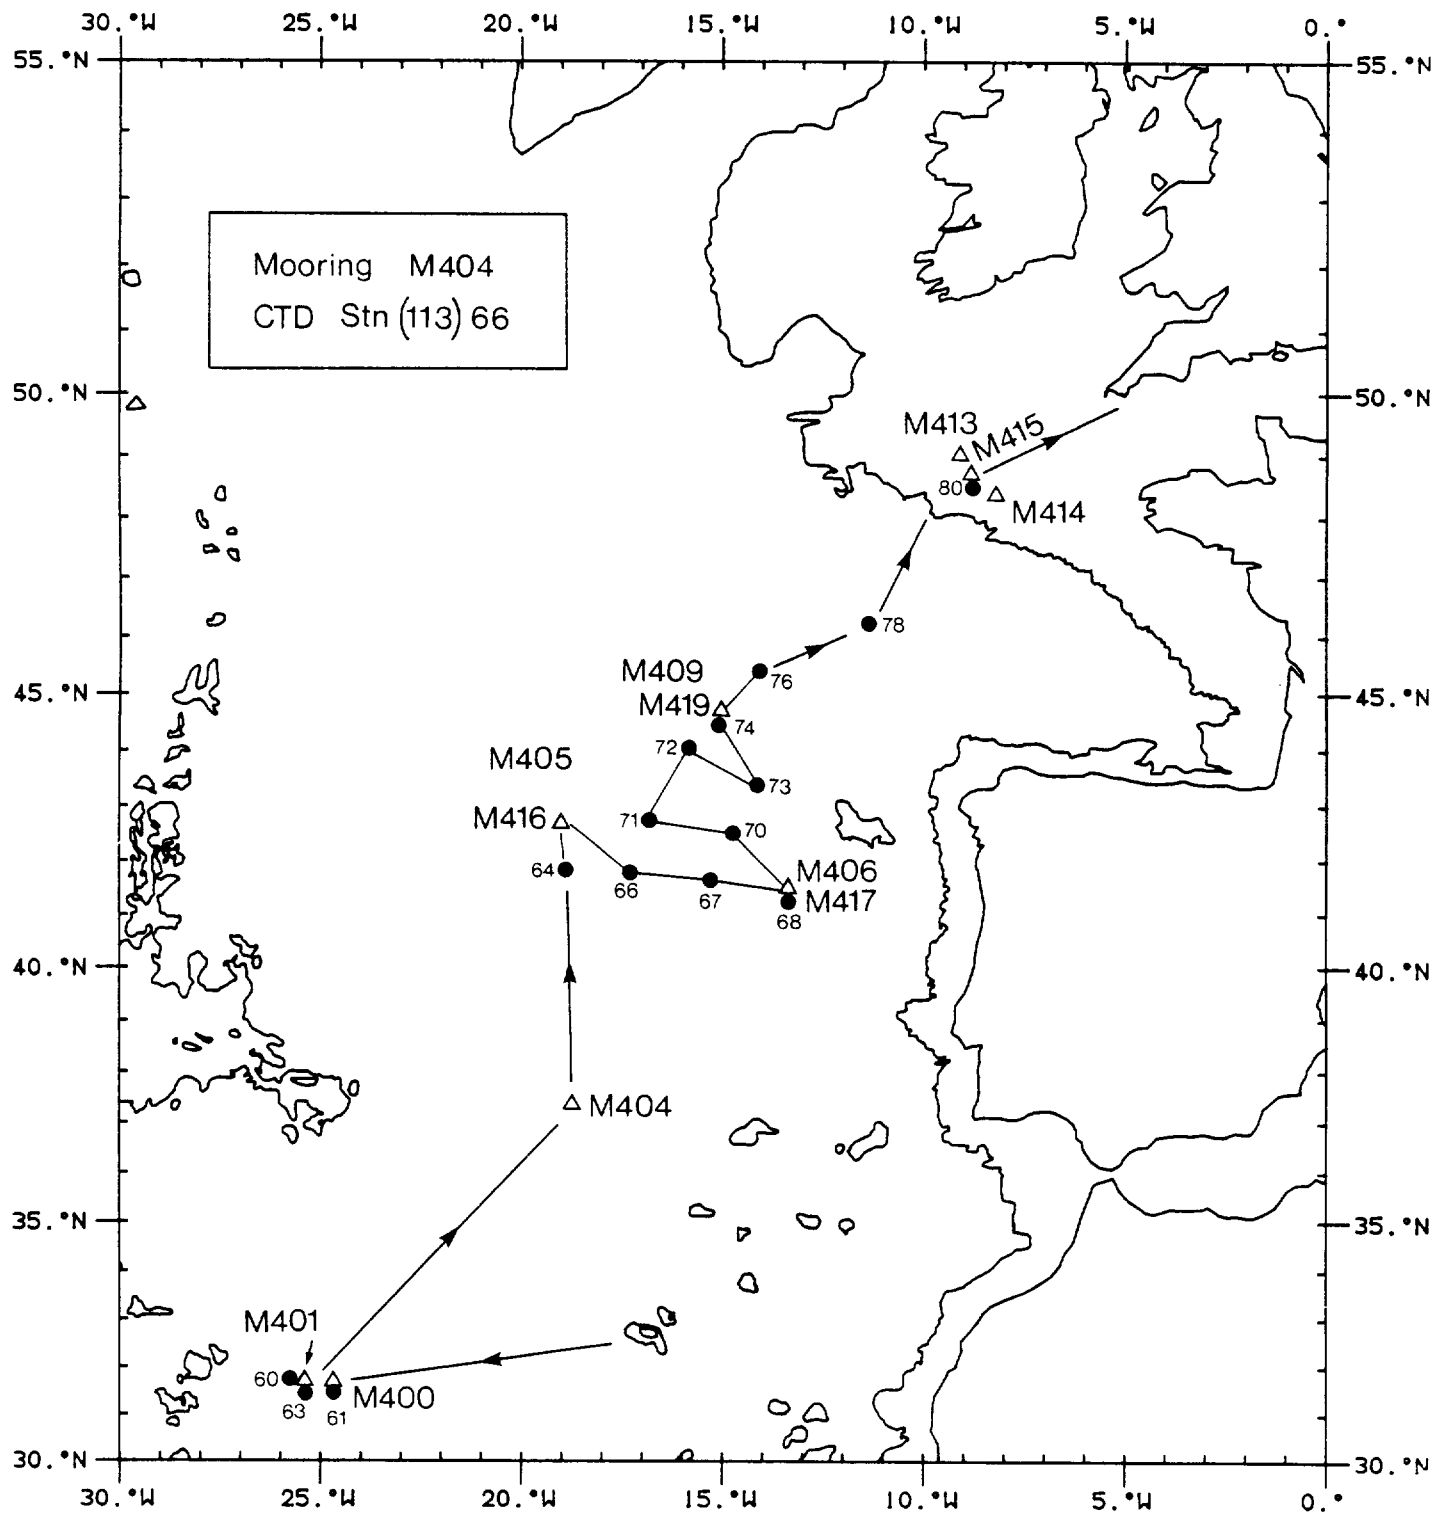 30.°W 25.°W 20.°W 15.°W 10.°W 5.°W 0.°
55.°N 55.°N
Mooring M404
CTD Stn (113) 66
50.°N 50.°N
M413
M415
80
M414
78
M409
76
45.°N 45.°N
M419
74
72
M405
73
M416
71
70
64
66
67
M406
M417
68
40.°N 40.°N
M404
35.°N 35.°N
M401
60
63
61
M400
30.°N 30.°N
30.°W 25.°W 20.°W 15.°W 10.°W 5.°W 0.°